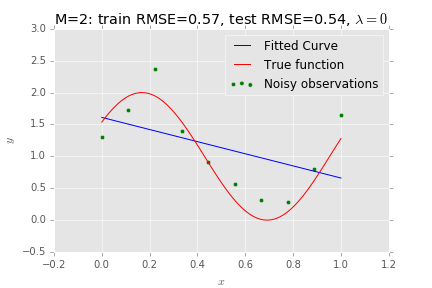 M=2: train RMSE=0.57, test RMSE=0.54, λ=0
3.0
2.5
2.0
1.5
1.0
0.5
0.0
−0.5
y
Fitted Curve
True function
Noisy observations
−0.2 0.0 0.2 0.4 0.6 0.8 1.0 1.2
x